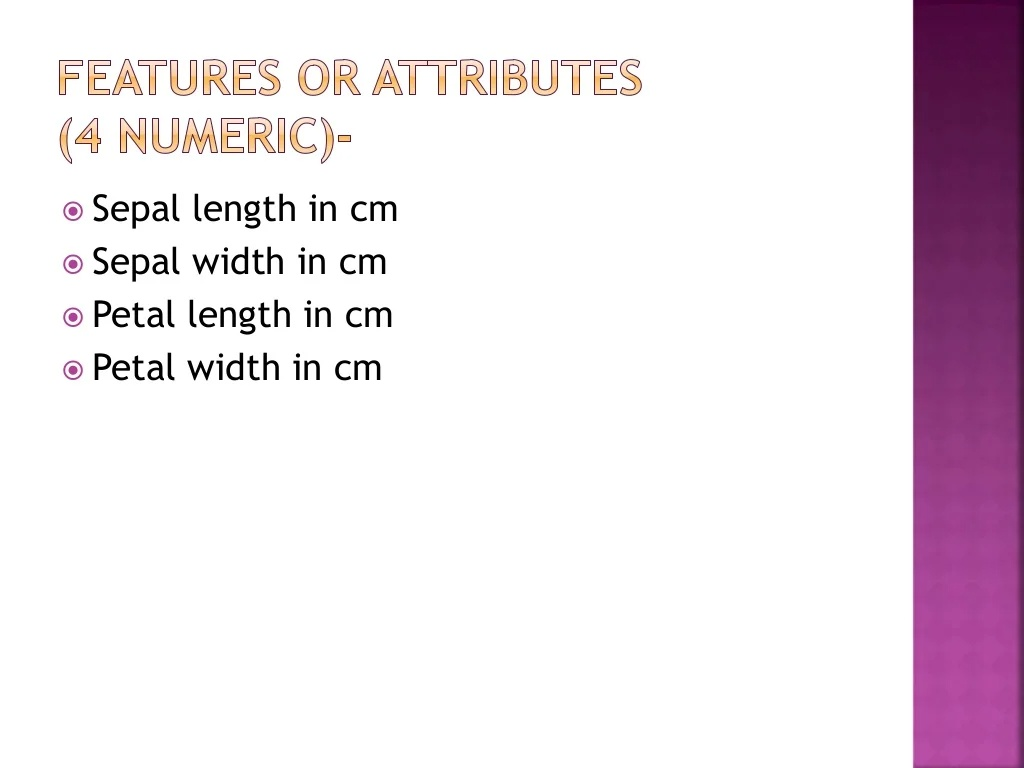 FEATURES OR ATTRIBUTES
(4 NUMERIC)-
Sepal length in cm
Sepal width in cm
Petal length in cm
Petal width in cm